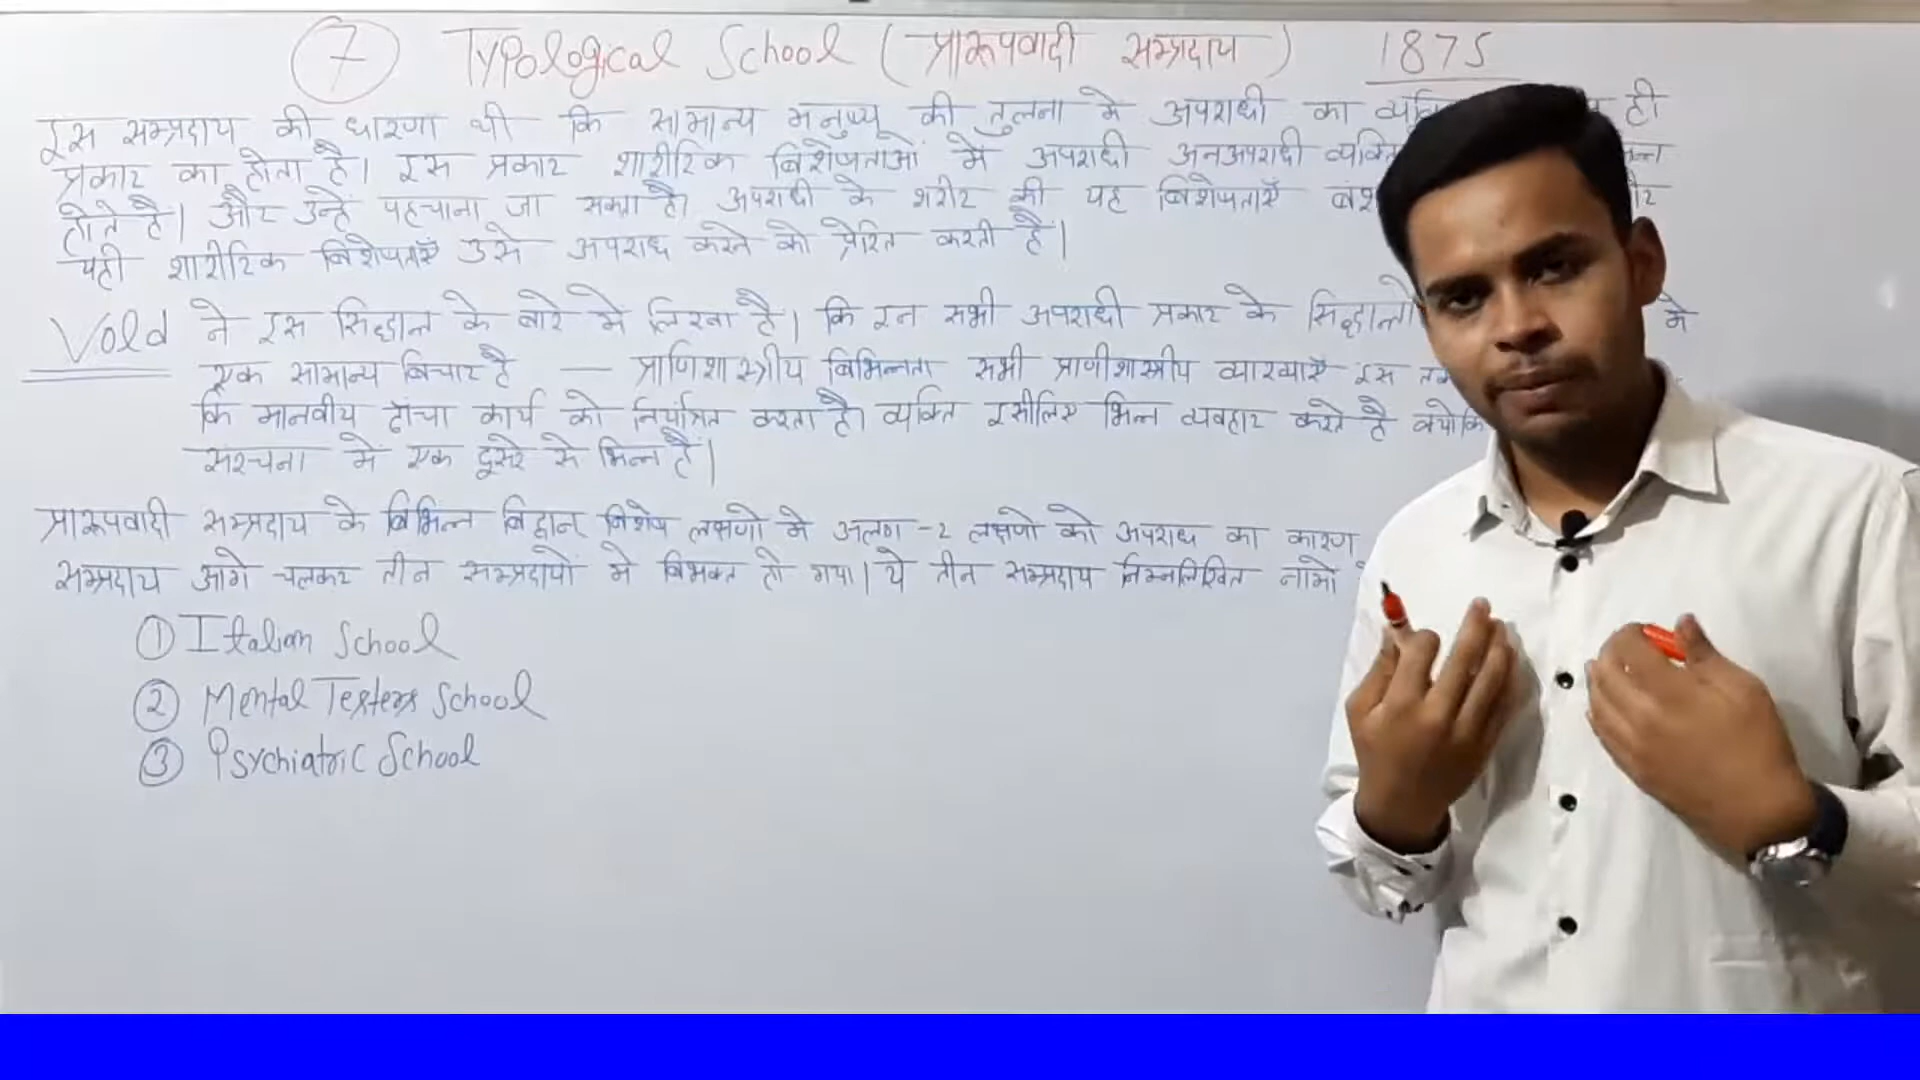 7 Typological School (प्रारूपवादी सम्प्रदाय) 1875
इस सम्प्रदाय की धारणा थी कि सामान्य मनुष्य की तुलना में अपराधी का ही
प्रकार का होता है। इस प्रकार शारीरिक विशेषताओं में अपराधी अनअपराधी
होते है। और उन्हें पहचाना जा सकता है। अपराधी के शरीर की यह विशेषताएँ
यही शारीरिक विशेषताएँ उसे अपराध करने को प्रेरित करती है।
Vold ने इस सिद्धान्त के बारे में लिखा है। कि इन सभी अपराधी प्रकार के में
एक सामान्य विचार है — प्राणिशास्त्रीय विभिन्नता सभी प्राणीशास्त्रीय व्याख्याएँ इस
कि मानवीय ढांचा कार्य को नियंत्रित करता है। व्यक्ति इसीलिए भिन्न व्यवहार करते है क्योकि
संरचना में एक दूसरे से भिन्न है।
प्रारूपवादी सम्प्रदाय के विभिन्न विद्वान् विशेष लक्षणो मे अलग -2 लक्षणो को अपराध का कारण
सम्प्रदाय आगे चलकर तीन सम्प्रदायों में विभक्त हो गया। ये तीन सम्प्रदाय निम्नलिखित नामो
① Italian School
② Mental Testers School
③ Psychiatric School